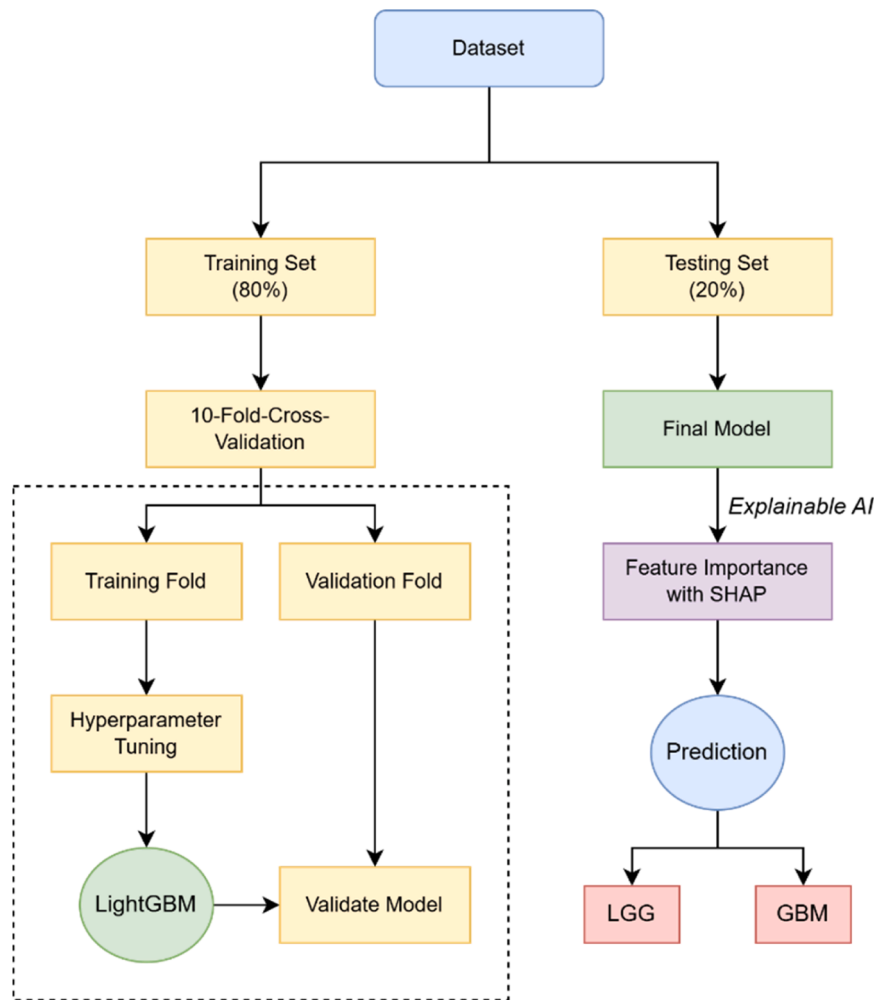 Dataset
Training Set
(80%)
Testing Set
(20%)
10-Fold-Cross-
Validation
Final Model
Explainable AI
Training Fold
Validation Fold
Feature Importance
with SHAP
Hyperparameter
Tuning
Prediction
LightGBM
Validate Model
LGG
GBM